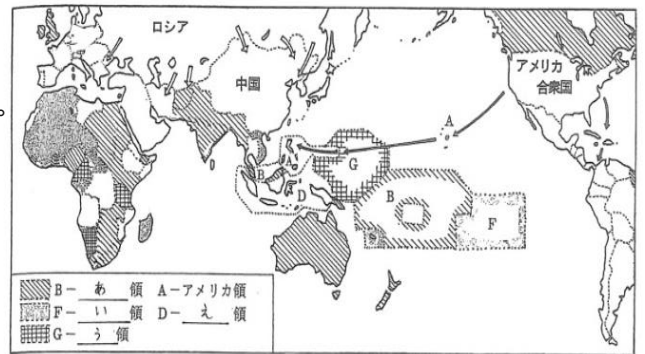 ロシア
中国
アメリカ
合衆国
A
G
A
B
B
D
F
B－ あ 領 A－アメリカ領
F－ い 領 D－ え 領
G－ う 領